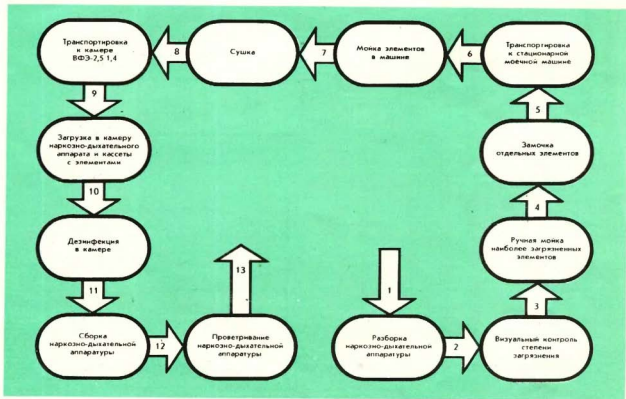 Транспортировка
к камере
ВФЭ-2,5 1,4
8
Сушка
7
Мойка элементов
в машине
6
Транспортировка
к стационарной
моечной машине
9
5
Загрузка в камеру
наркозно-дыхательного
аппарата и кассеты
с элементами
Замочка
отдельных элементов
10
4
Дезинфекция
в камере
Ручная мойка
наиболее загрязненных
элементов
13
11
1
3
Сборка
наркозно-дыхательной
аппаратуры
12
Проветривание
наркозно-дыхательной
аппаратуры
Разборка
наркозно-дыхательной
аппаратуры
2
Визуальный контроль
степени
загрязнения